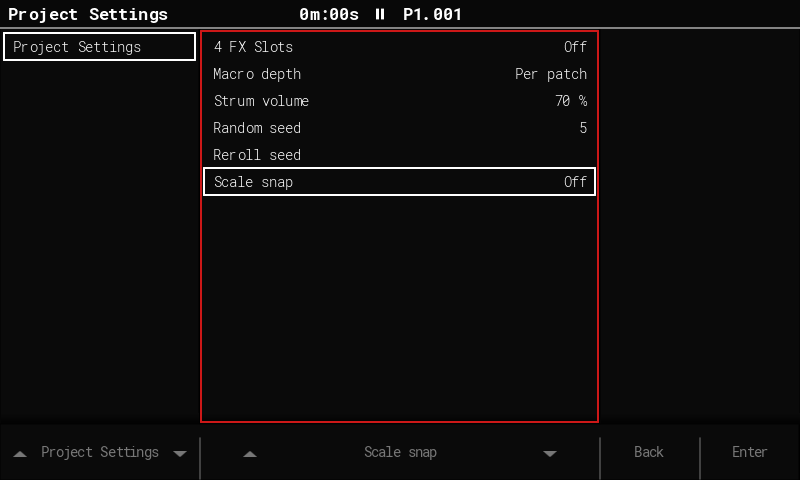 Project Settings 0m:00s P1.001
Project Settings
4 FX Slots Off
Macro depth Per patch
Strum volume 70 %
Random seed 5
Reroll seed
Scale snap Off
Project Settings Scale snap Back Enter